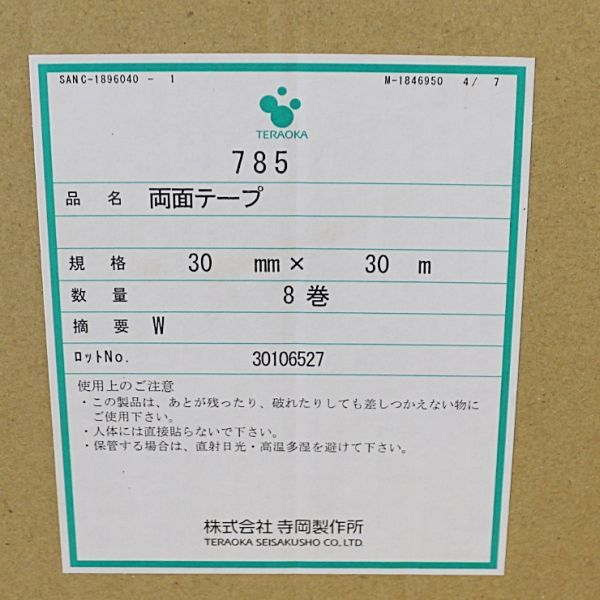 SANC-1896040 - 1 M-1846950 4/ 7
TERAOKA
785
品名 両面テープ
規格 30 mm × 30 m
数量 8 巻
摘要 W
ロットNo. 30106527
使用上のご注意
・この製品は、あとが残ったり、破れたりしても差しつかえない物に
ご使用下さい。
・人体には直接貼らないで下さい。
・保管する場合は、直射日光・高温多湿を避けて下さい。
株式会社 寺岡製作所
TERAOKA SEISAKUSHO CO., LTD.